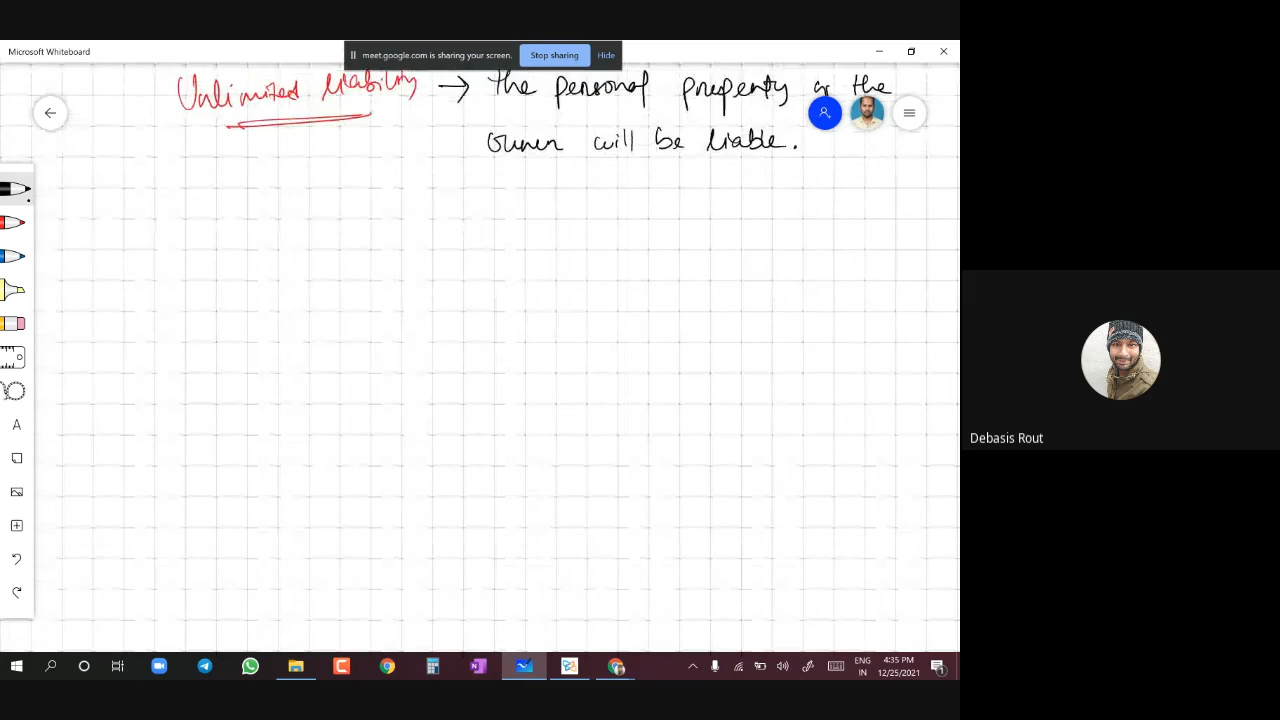 Microsoft Whiteboard
meet.google.com is sharing your screen.
Stop sharing
Hide
Unlimited liability → the personal property of the
owner will be liable.
A
Debasis Rout
ENG
IN
4:35 PM
12/25/2021
1